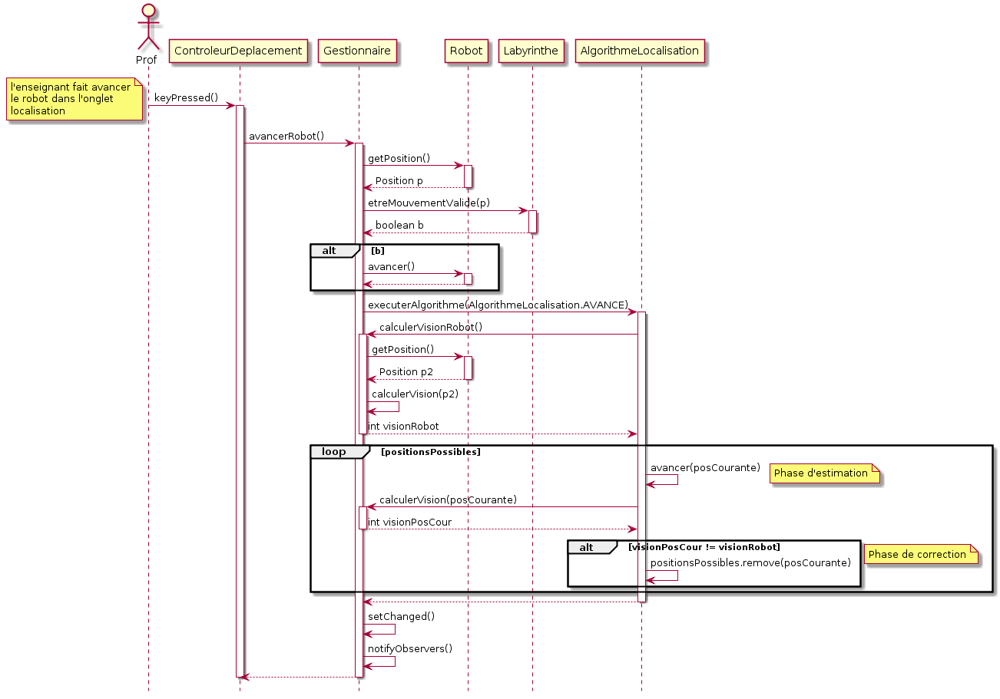 Prof
ControleurDeplacement
Gestionnaire
Robot
Labyrinthe
AlgorithmeLocalisation
l'enseignant fait avancer
le robot dans l'onglet
localisation
keyPressed()
avancerRobot()
getPosition()
Position p
etreMouvementValide(p)
boolean b
alt
[b]
avancer()
executerAlgorithme(AlgorithmeLocalisation.AVANCE)
calculerVisionRobot()
getPosition()
Position p2
calculerVision(p2)
int visionRobot
loop
[positionsPossibles]
avancer(posCourante)
Phase d'estimation
calculerVision(posCourante)
int visionPosCour
alt
[visionPosCour != visionRobot]
Phase de correction
positionsPossibles.remove(posCourante)
setChanged()
notifyObservers()